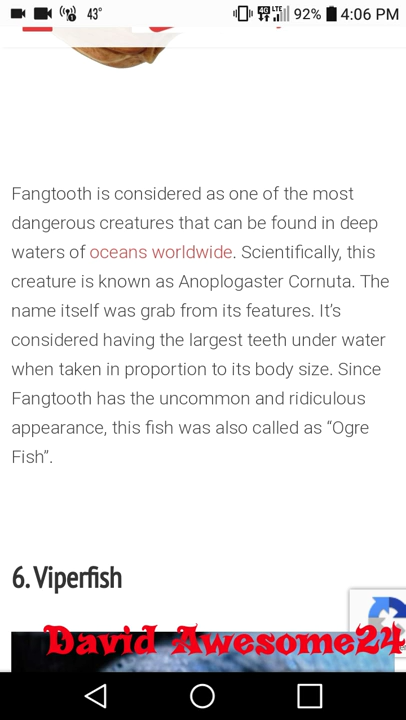 43° 4G LTE 92% 4:06 PM
Fangtooth is considered as one of the most
dangerous creatures that can be found in deep
waters of oceans worldwide. Scientifically, this
creature is known as Anoplogaster Cornuta. The
name itself was grab from its features. It’s
considered having the largest teeth under water
when taken in proportion to its body size. Since
Fangtooth has the uncommon and ridiculous
appearance, this fish was also called as “Ogre
Fish”.
6. Viperfish
David Awesome24